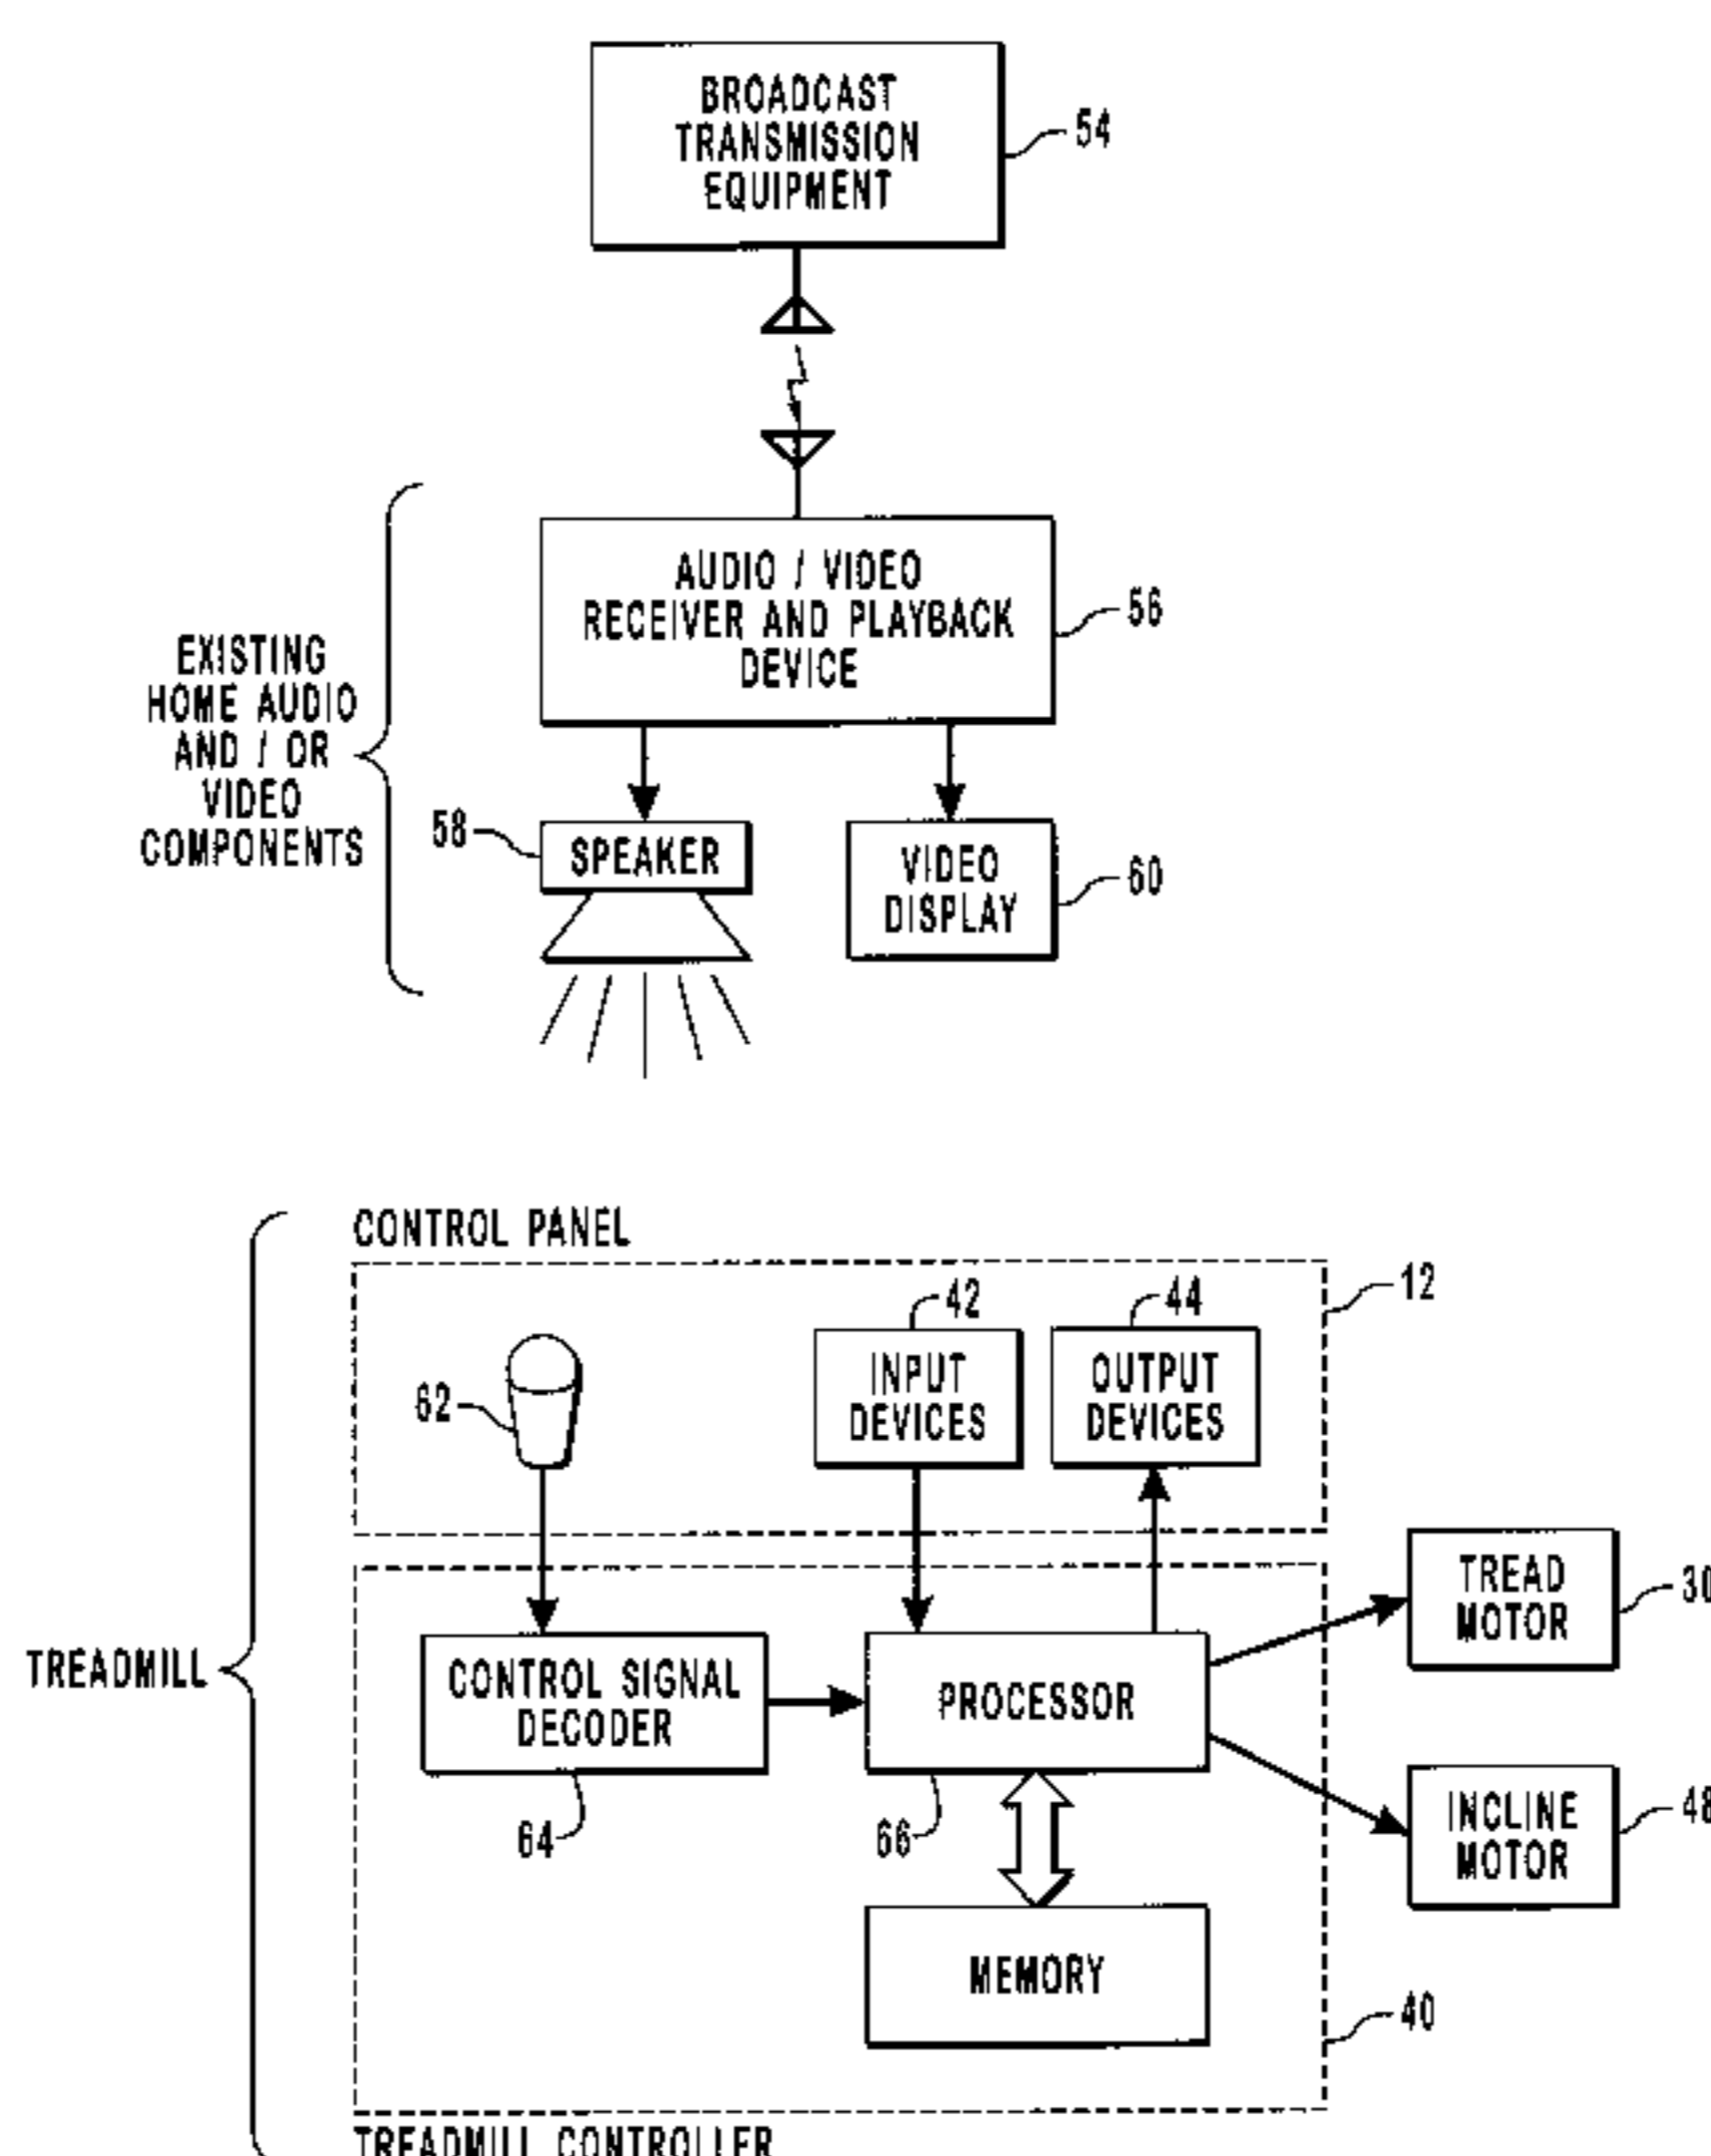 BROADCAST
TRANSMISSION
EQUIPMENT
54
AUDIO / VIDEO
RECEIVER AND PLAYBACK
DEVICE
56
EXISTING
HOME AUDIO
AND / OR
VIDEO
COMPONENTS
58
SPEAKER
VIDEO
DISPLAY
60
CONTROL PANEL
12
42
44
INPUT
DEVICES
OUTPUT
DEVICES
62
TREAD
MOTOR
30
TREADMILL
CONTROL SIGNAL
DECODER
PROCESSOR
64
66
INCLINE
MOTOR
48
MEMORY
40
TREADMILL CONTROLLER